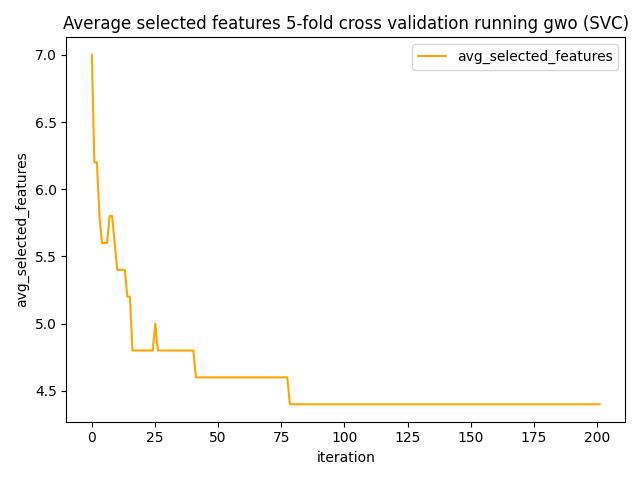 Average selected features 5-fold cross validation running gwo (SVC)
avg_selected_features
7.0
6.5
6.0
5.5
5.0
4.5
avg_selected_features
0 25 50 75 100 125 150 175 200
iteration